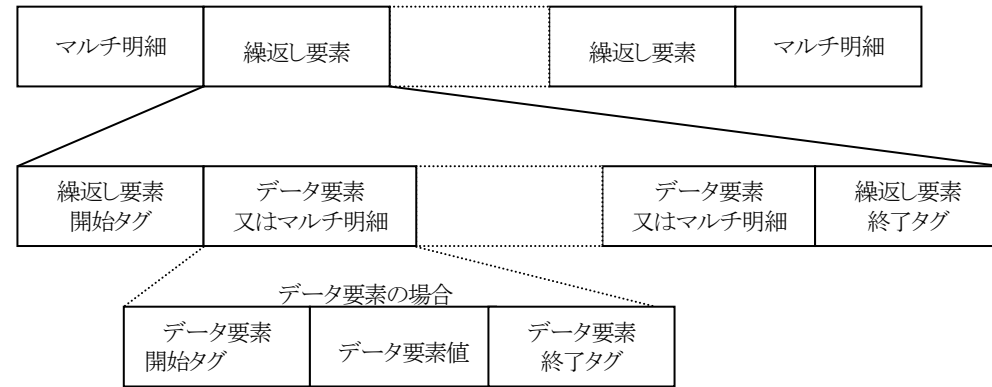 マルチ明細
繰返し要素
繰返し要素
マルチ明細
繰返し要素
開始タグ
データ要素
又はマルチ明細
データ要素
又はマルチ明細
繰返し要素
終了タグ
データ要素の場合
データ要素
開始タグ
データ要素値
データ要素
終了タグ